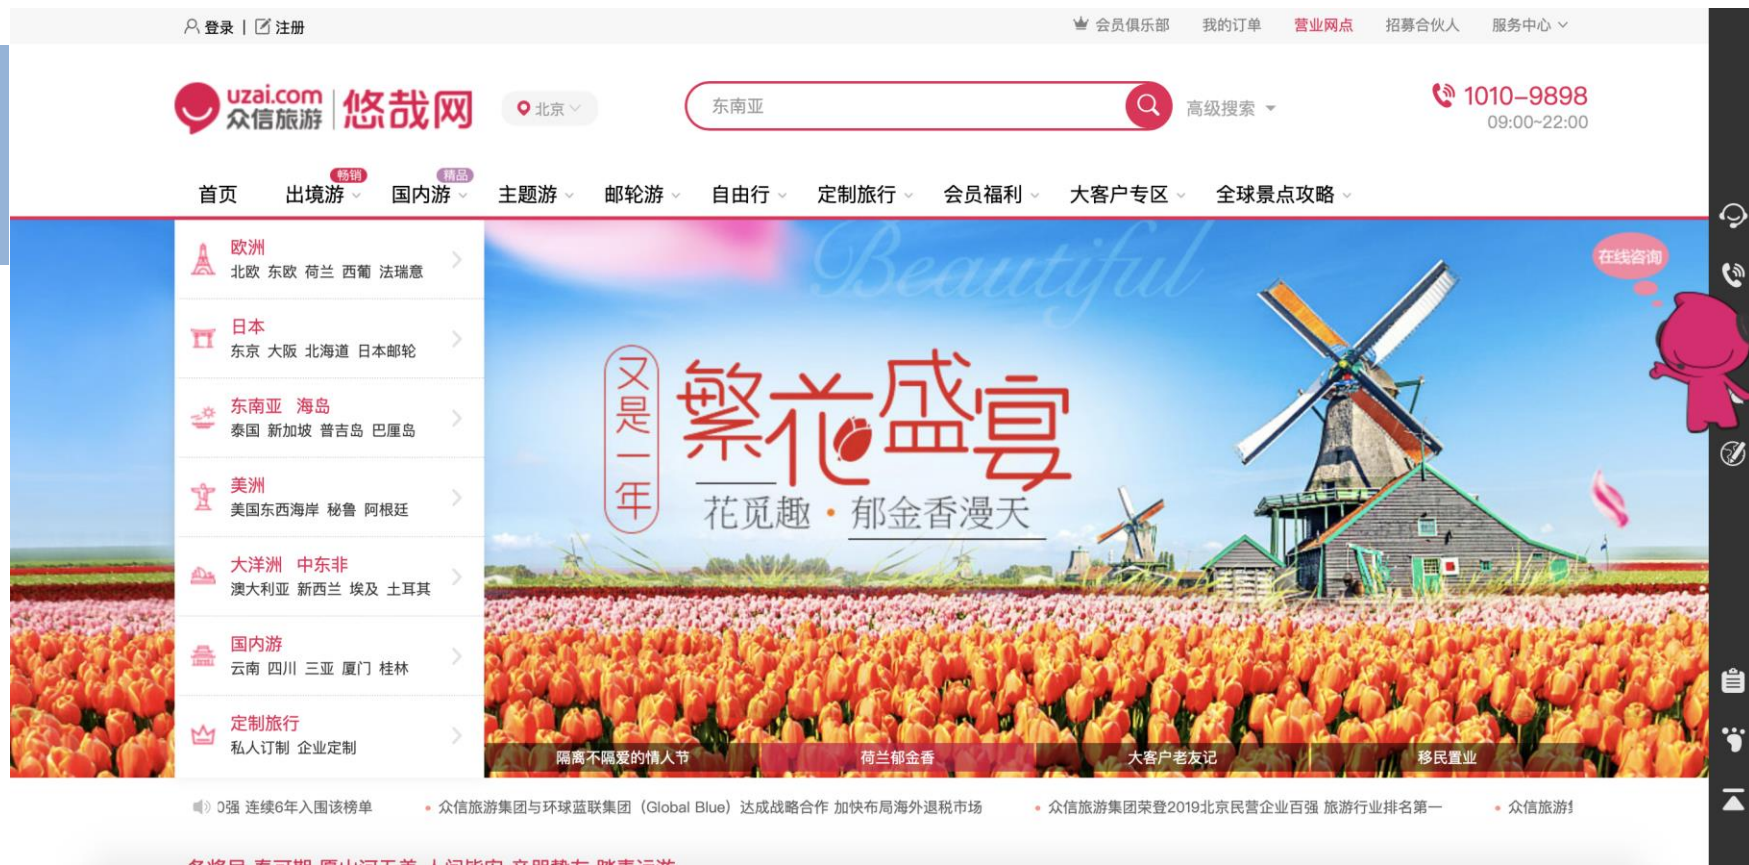 登录 | 注册
会员俱乐部 我的订单 营业网点 招募合伙人 服务中心
uzai.com
众信旅游
悠哉网
北京
东南亚
高级搜索
1010-9898
09:00~22:00
畅销 精品
首页 出境游 国内游 主题游 邮轮游 自由行 定制旅行 会员福利 大客户专区 全球景点攻略
欧洲
北欧 东欧 荷兰 西葡 法瑞意
日本
东京 大阪 北海道 日本邮轮
东南亚 海岛
泰国 新加坡 普吉岛 巴厘岛
美洲
美国东西海岸 秘鲁 阿根廷
大洋洲 中东非
澳大利亚 新西兰 埃及 土耳其
国内游
云南 四川 三亚 厦门 桂林
定制旅行
私人订制 企业定制
Beautiful
在线咨询
又是一年
繁花盛宴
花觅趣·郁金香漫天
隔离不隔爱的情人节 荷兰郁金香 大客户老友记 移民置业
强 连续6年入围该榜单 • 众信旅游集团与环球蓝联集团（Global Blue）达成战略合作 加快布局海外退税市场 • 众信旅游集团荣登2019北京民营企业百强 旅游行业排名第一 • 众信旅游